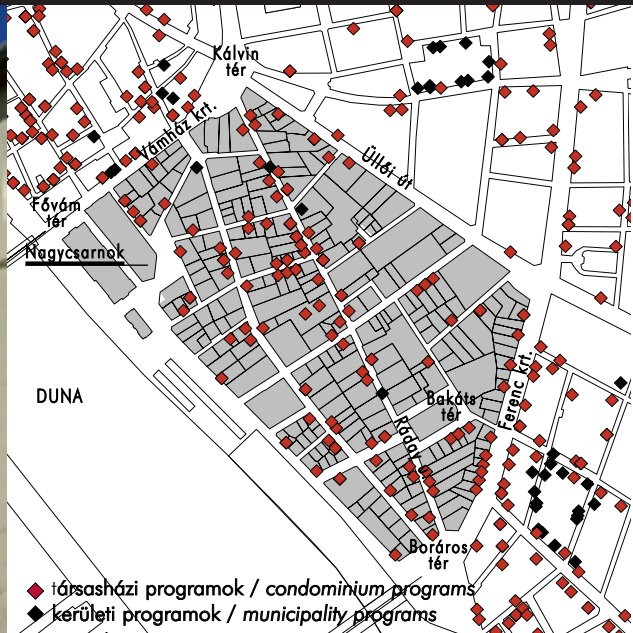 Kálvin
tér
Vámház krt.
Üllői út
Fővám
tér
Nagycsarnok
Ferenc krt.
DUNA
Bakáts
tér
Ráday u.
Boráros
tér
társasházi programok / condominium programs
kerületi programok / municipality programs